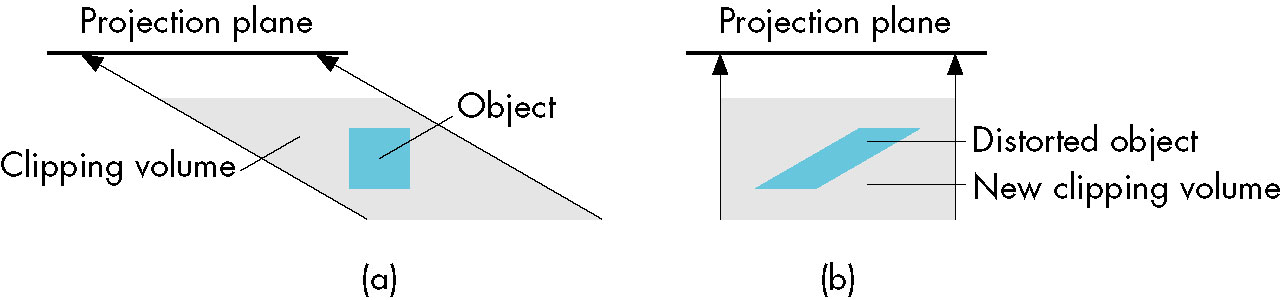 Projection plane
Projection plane
Object
Clipping volume
Distorted object
New clipping volume
(a)
(b)